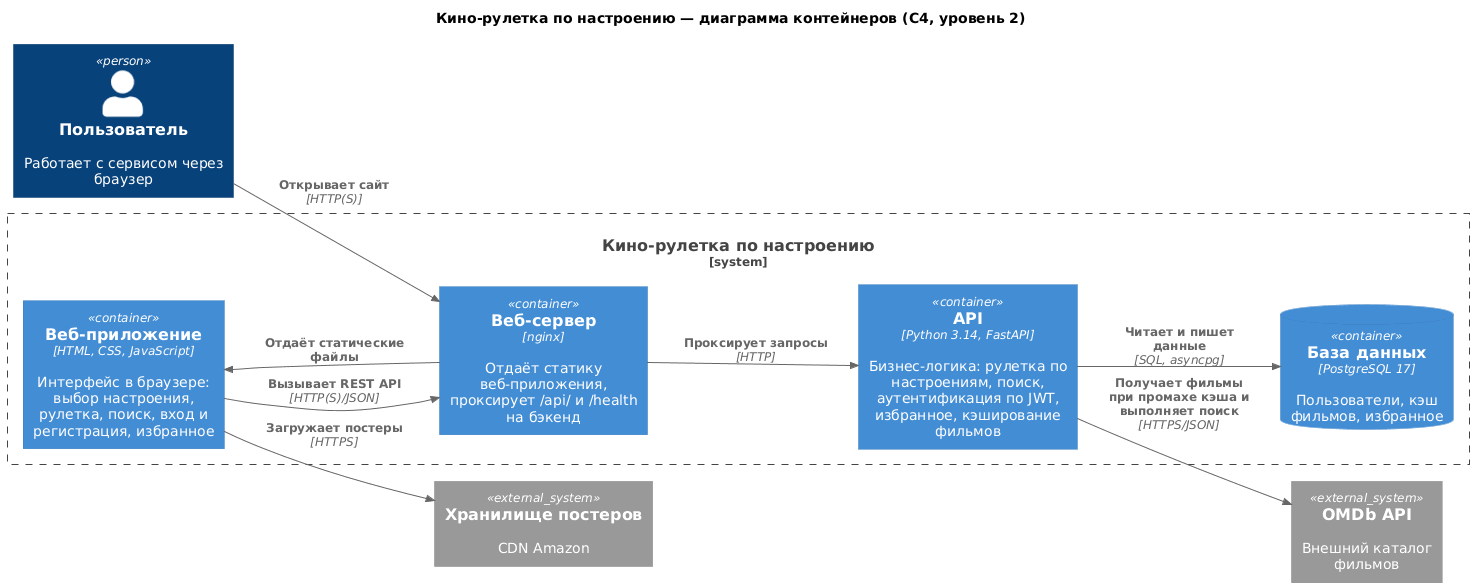 Кино-рулетка по настроению — диаграмма контейнеров (C4, уровень 2)
«person»
Пользователь
Работает с сервисом через
браузер
Открывает сайт
[HTTP(S)]
Кино-рулетка по настроению
[system]
«container»
Веб-приложение
[HTML, CSS, JavaScript]
Интерфейс в браузере:
выбор настроения,
рулетка, поиск, вход и
регистрация, избранное
Отдаёт статические
файлы
Вызывает REST API
[HTTP(S)/JSON]
Загружает постеры
[HTTPS]
«container»
Веб-сервер
[nginx]
Отдаёт статику
веб-приложения,
проксирует /api/ и /health
на бэкенд
Проксирует запросы
[HTTP]
«container»
API
[Python 3.14, FastAPI]
Бизнес-логика: рулетка по
настроениям, поиск,
аутентификация по JWT,
избранное, кэширование
фильмов
Читает и пишет
данные
[SQL, asyncpg]
Получает фильмы
при промахе кэша и
выполняет поиск
[HTTPS/JSON]
«container»
База данных
[PostgreSQL 17]
Пользователи, кэш
фильмов, избранное
«external_system»
Хранилище постеров
CDN Amazon
«external_system»
OMDb API
Внешний каталог
фильмов